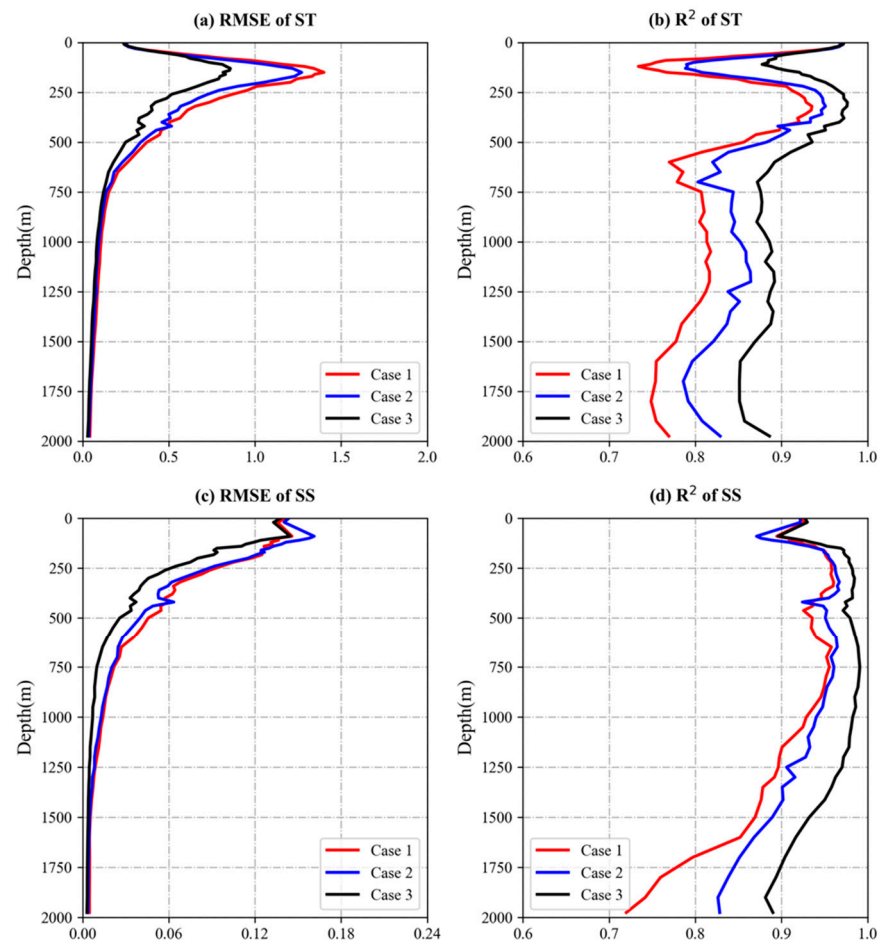 (a) RMSE of ST
0
250
500
750
1000
1250
1500
1750
2000
Depth(m)
0.0 0.5 1.0 1.5 2.0
Case 1
Case 2
Case 3
(b) R² of ST
0
250
500
750
1000
1250
1500
1750
2000
0.6 0.7 0.8 0.9 1.0
Case 1
Case 2
Case 3
(c) RMSE of SS
0
250
500
750
1000
1250
1500
1750
2000
Depth(m)
0.00 0.06 0.12 0.18 0.24
Case 1
Case 2
Case 3
(d) R² of SS
0
250
500
750
1000
1250
1500
1750
2000
0.6 0.7 0.8 0.9 1.0
Case 1
Case 2
Case 3